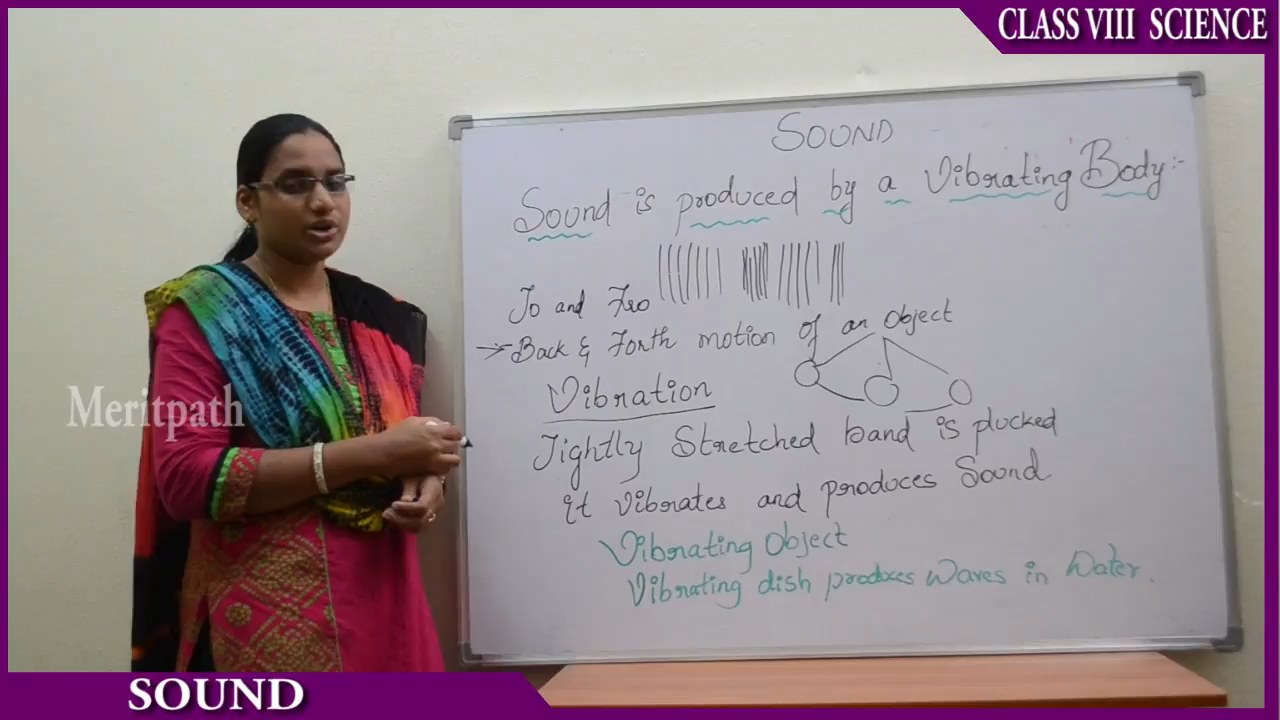 CLASS VIII SCIENCE
SOUND
Sound is produced by a Vibrating Body:-
To and Fro
→ Back & Forth motion of an Object
Vibration
Tightly Stretched band is plucked
it vibrates and produces Sound
Vibrating Object
Vibrating dish produces Waves in Water.
Meritpath
SOUND